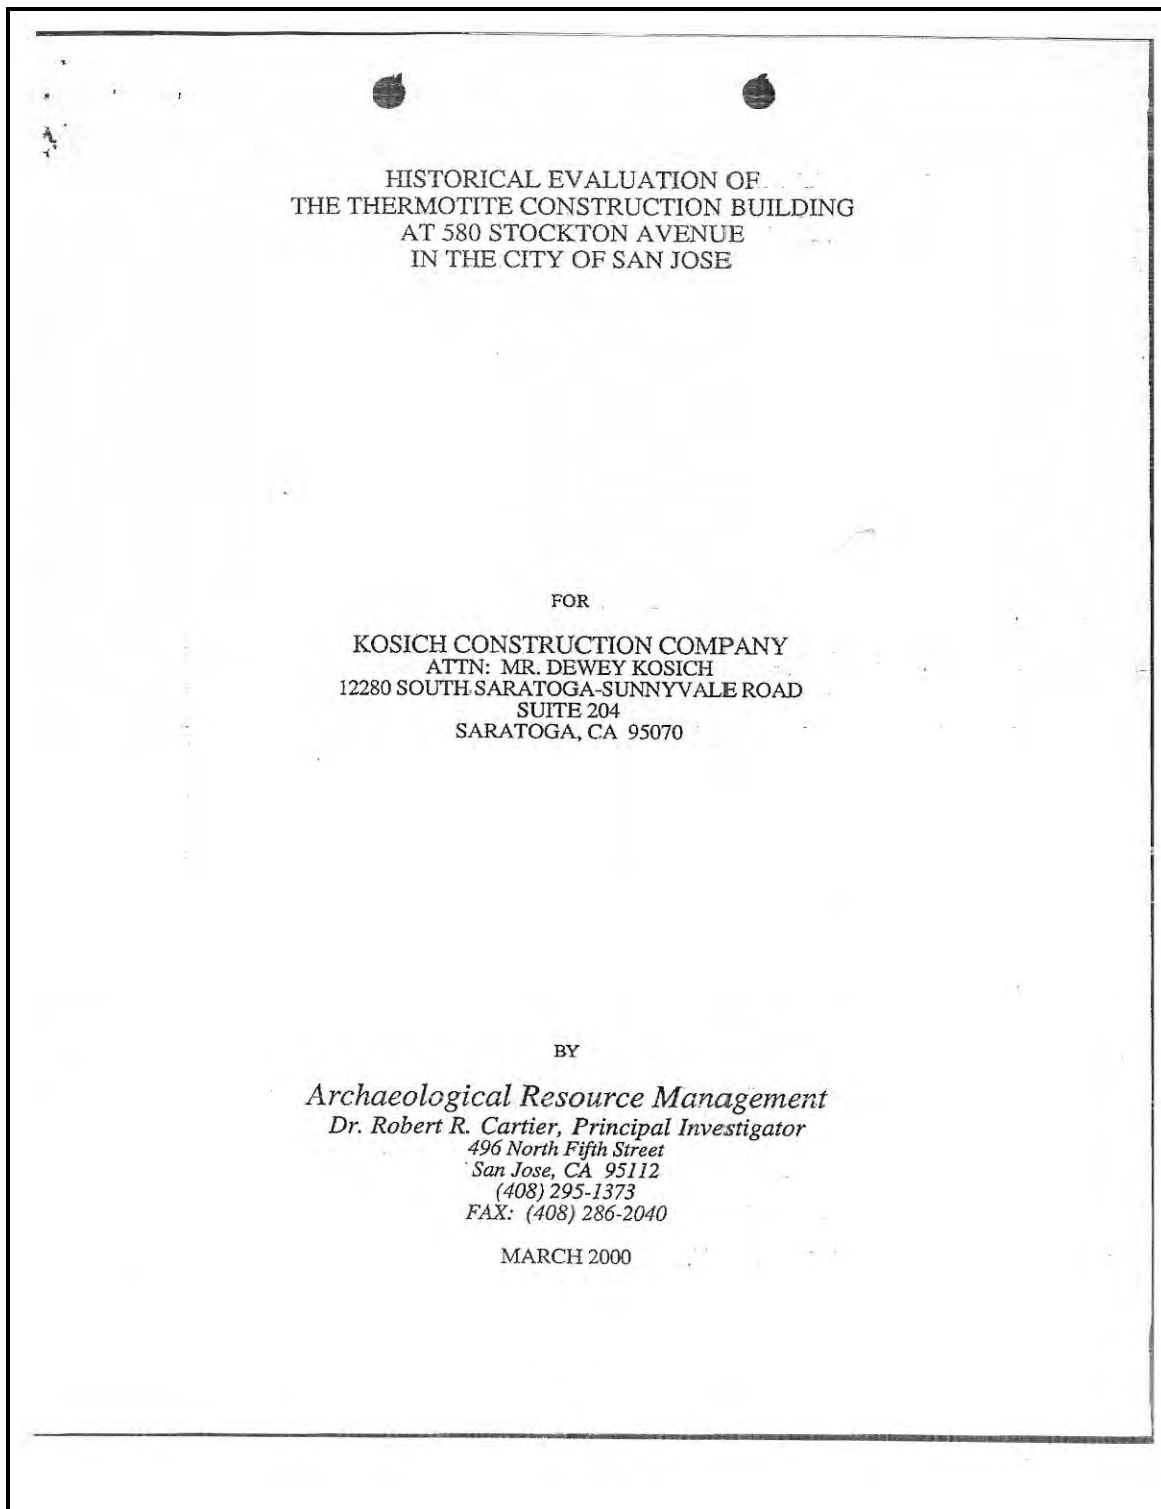 HISTORICAL EVALUATION OF
THE THERMOTITE CONSTRUCTION BUILDING
AT 580 STOCKTON AVENUE
IN THE CITY OF SAN JOSE
FOR
KOSICH CONSTRUCTION COMPANY
ATTN: MR. DEWEY KOSICH
12280 SOUTH SARATOGA-SUNNYVALE ROAD
SUITE 204
SARATOGA, CA 95070
BY
Archaeological Resource Management
Dr. Robert R. Cartier, Principal Investigator
496 North Fifth Street
San Jose, CA 95112
(408) 295-1373
FAX: (408) 286-2040
MARCH 2000